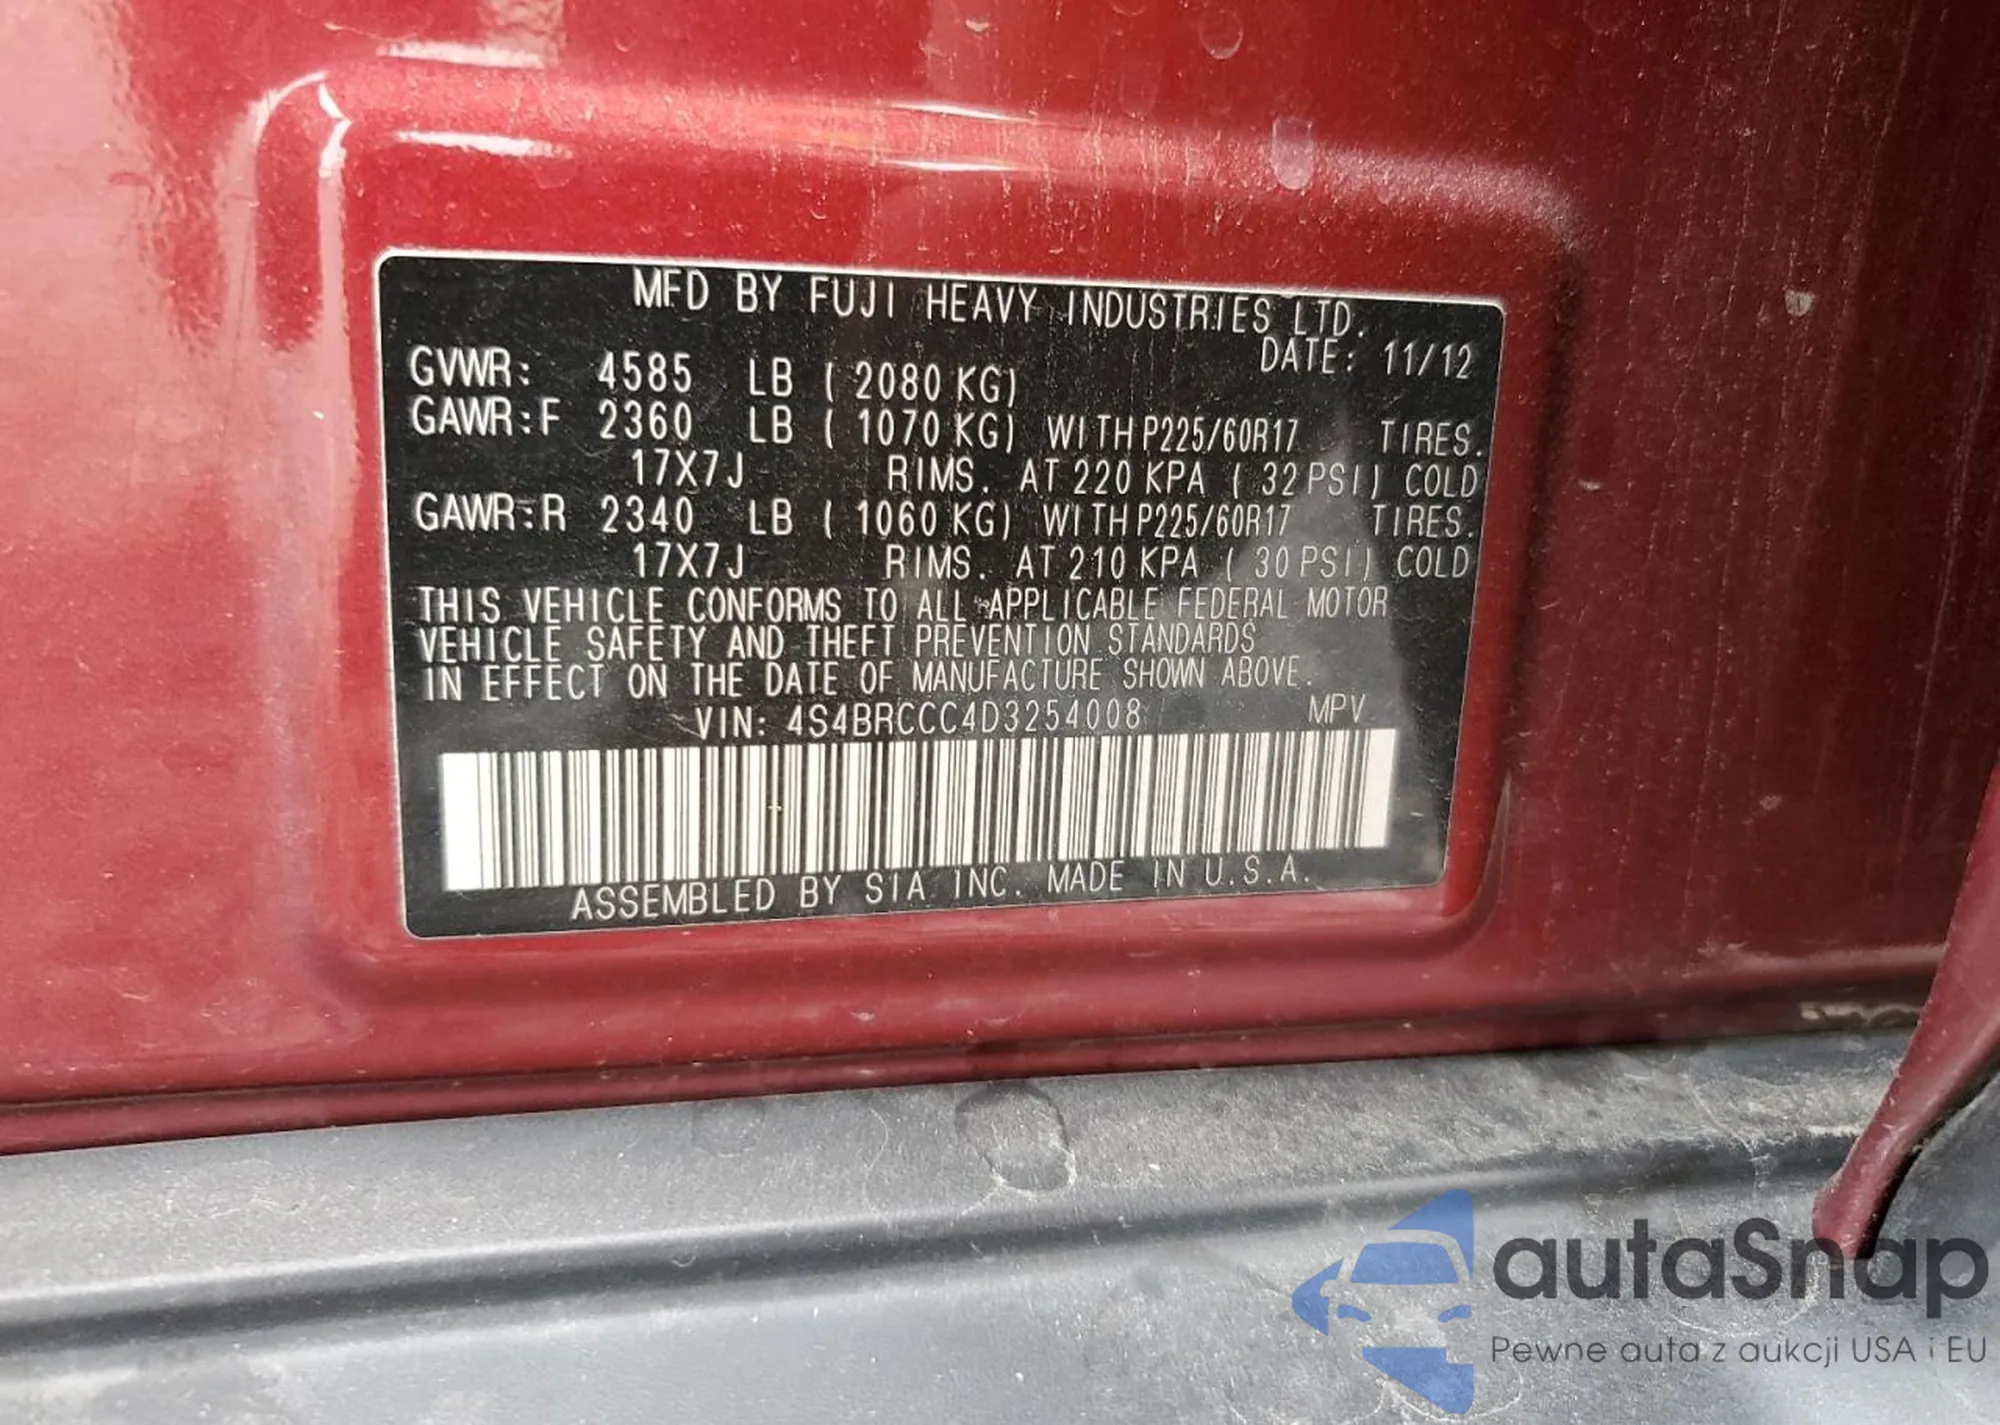 MFD BY FUJI HEAVY INDUSTRIES LTD.
DATE: 11/12
GVWR: 4585 LB ( 2080 KG)
GAWR:F 2360 LB ( 1070 KG) WITH P225/60R17 TIRES.
17X7J RIMS. AT 220 KPA ( 32 PSI) COLD
GAWR:R 2340 LB ( 1060 KG) WITH P225/60R17 TIRES.
17X7J RIMS. AT 210 KPA ( 30 PSI) COLD
THIS VEHICLE CONFORMS TO ALL APPLICABLE FEDERAL MOTOR
VEHICLE SAFETY AND THEFT PREVENTION STANDARDS
IN EFFECT ON THE DATE OF MANUFACTURE SHOWN ABOVE.
VIN: 4S4BRCCC4D3254008 MPV
ASSEMBLED BY SIA INC. MADE IN U.S.A.
autaSnap
Pewne auta z aukcji USA i EU